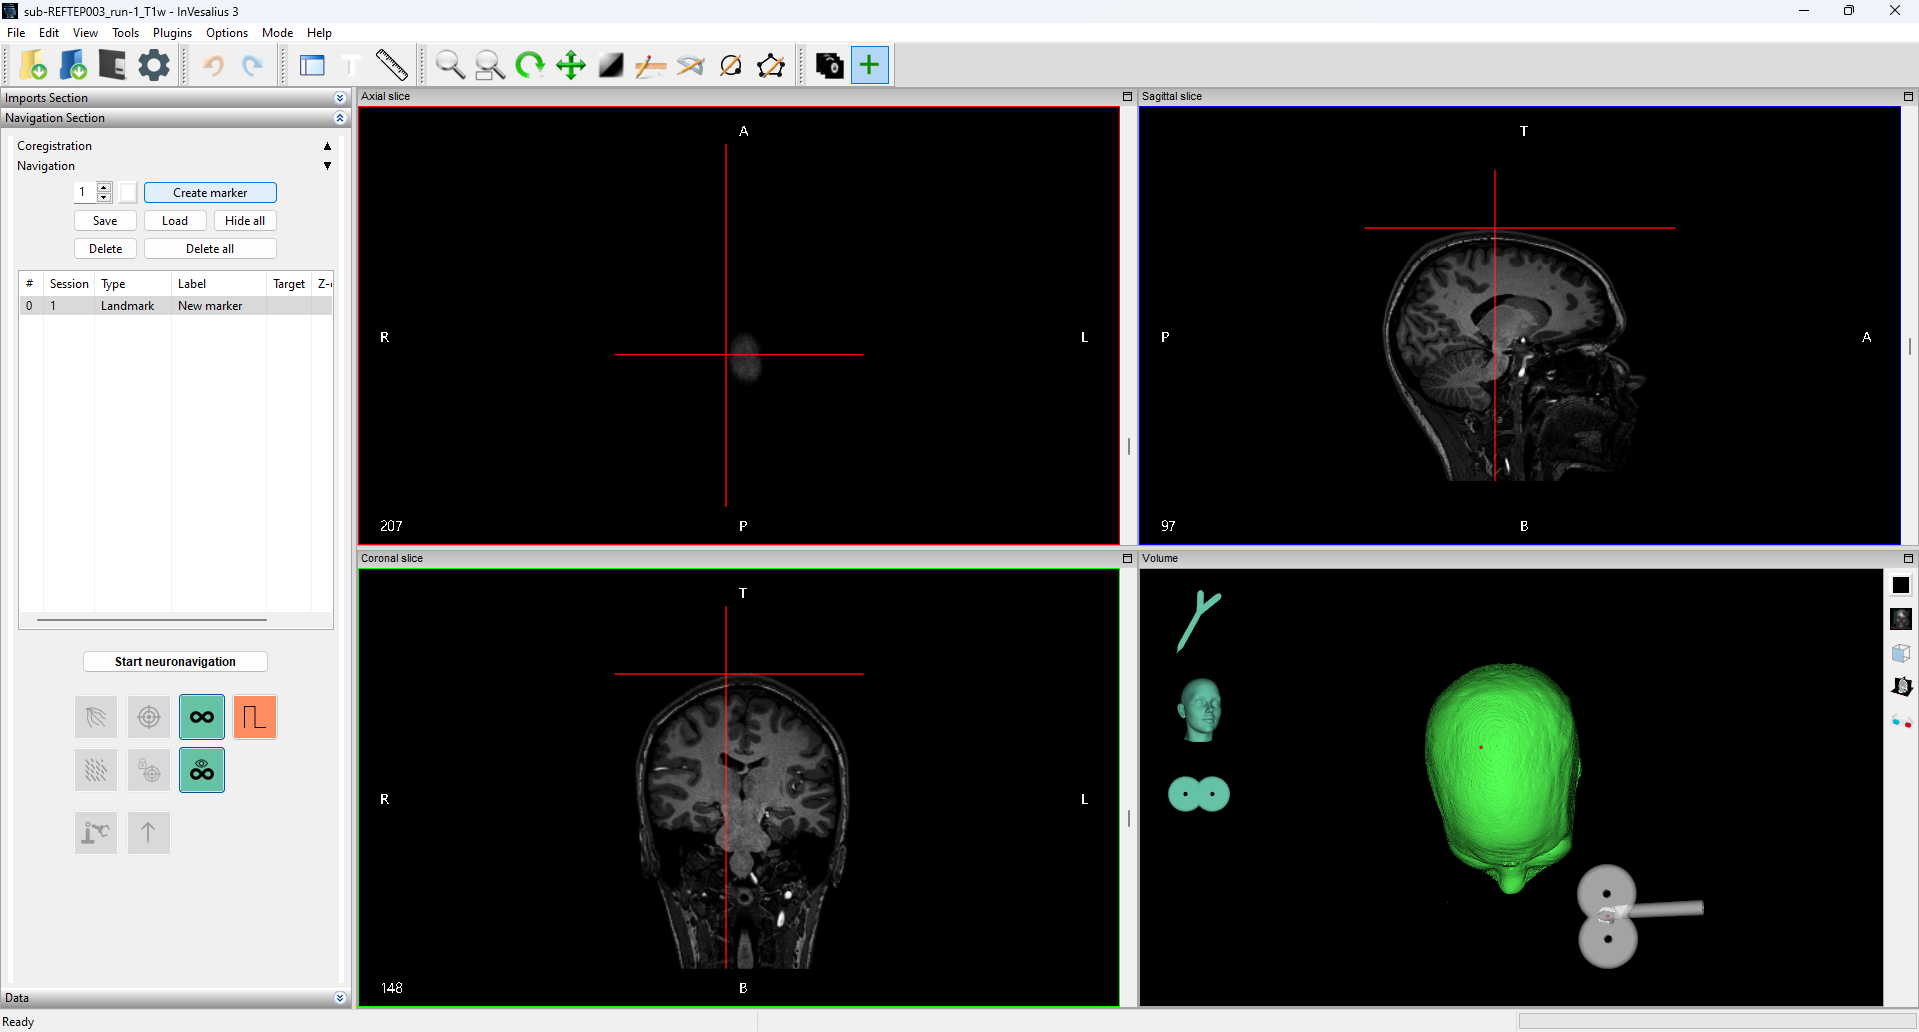 sub-REFTEP003_run-1_T1w - InVesalius 3
File Edit View Tools Plugins Options Mode Help
Imports Section
Navigation Section
Coregistration
Navigation
1 Create marker
Save Load Hide all
Delete Delete all
# Session Type Label Target Z-
0 1 Landmark New marker
Start neuronavigation
Data
Ready
Axial slice
A
R L
207 P
Sagittal slice
T
P A
97 B
Coronal slice
T
R L
148 B
Volume